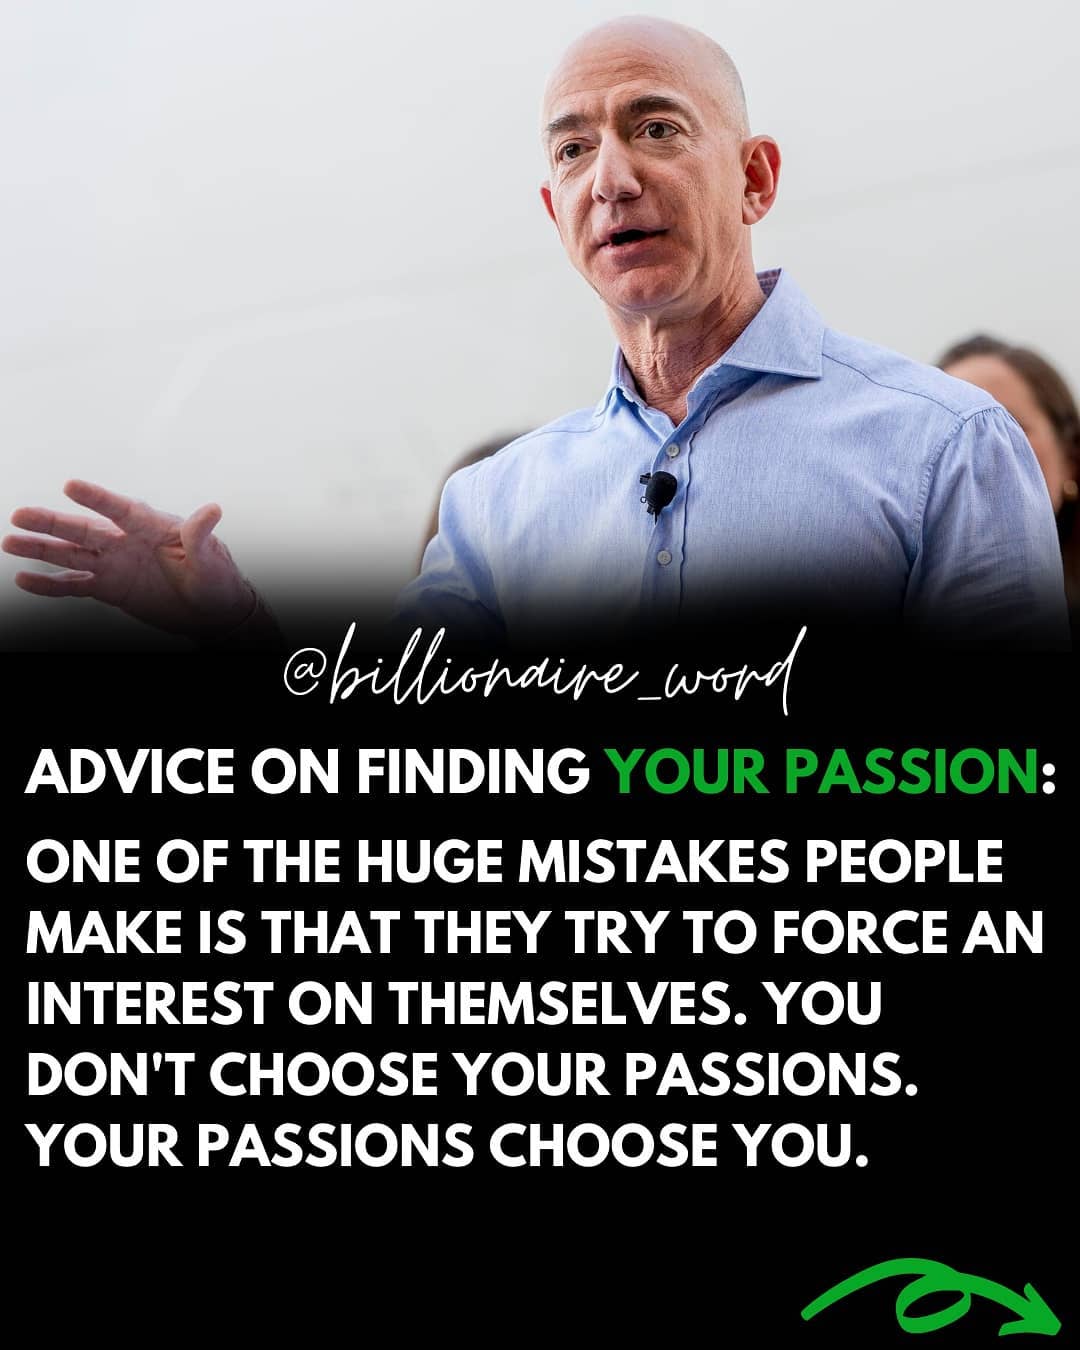 @billionaire_word
ADVICE ON FINDING YOUR PASSION:
ONE OF THE HUGE MISTAKES PEOPLE
MAKE IS THAT THEY TRY TO FORCE AN
INTEREST ON THEMSELVES. YOU
DON'T CHOOSE YOUR PASSIONS.
YOUR PASSIONS CHOOSE YOU.